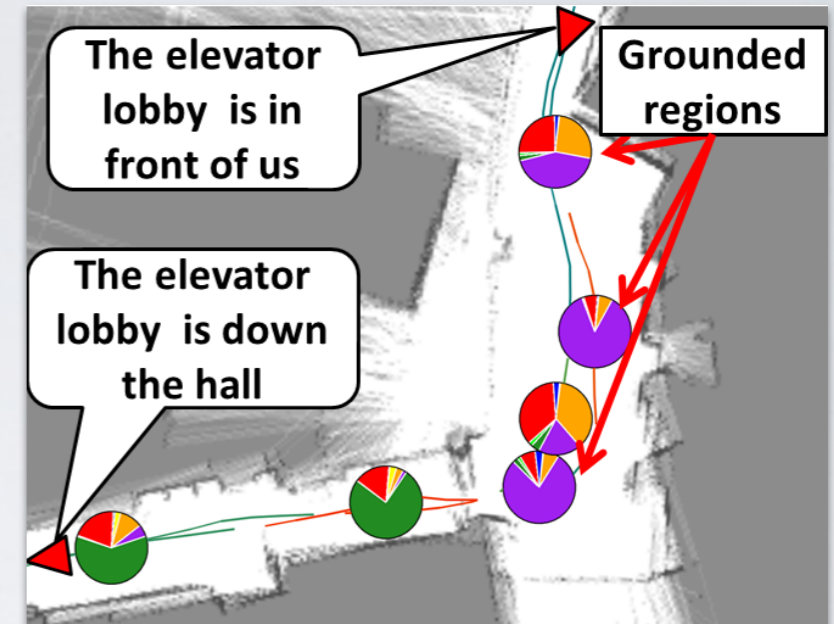 The elevator
lobby is in
front of us
Grounded
regions
The elevator
lobby is down
the hall